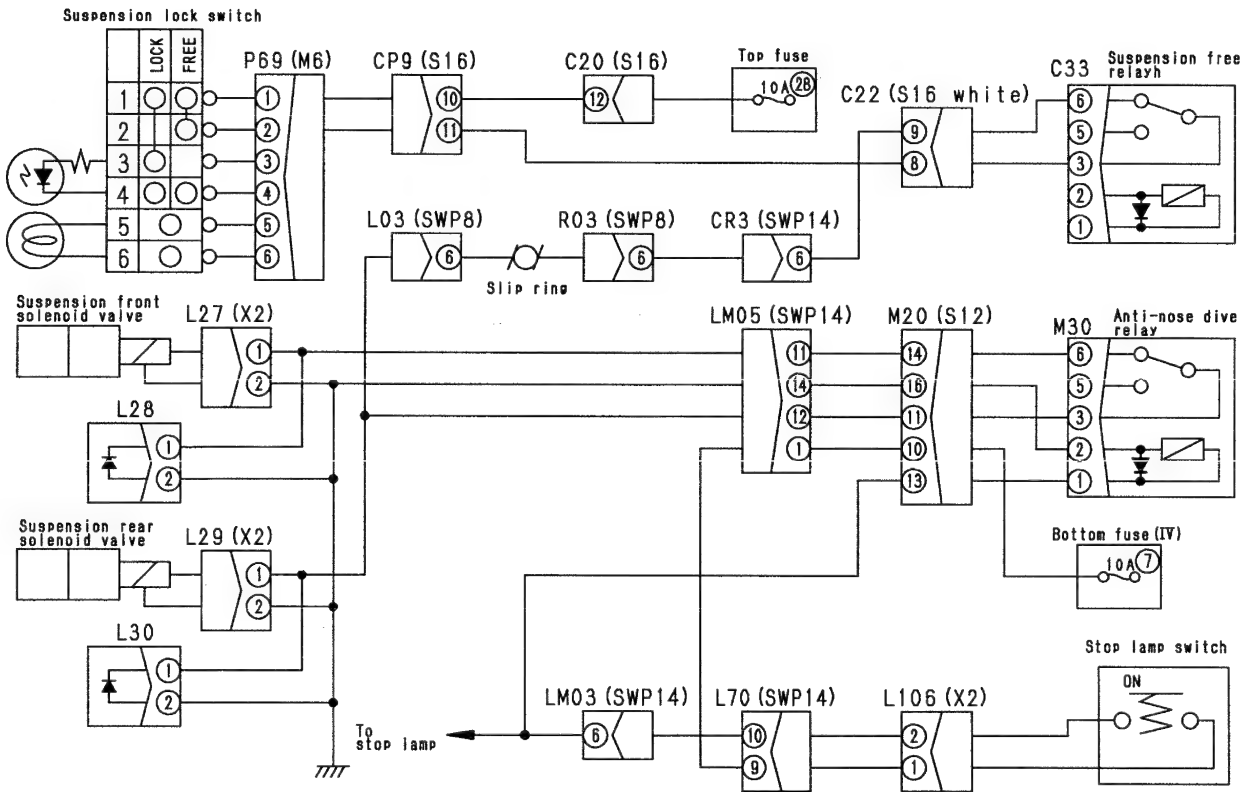 Suspension lock switch
LOCK
FREE
1
2
3
4
5
6
P69 (M6)
1
2
3
4
5
6
CP9 (S16)
10
11
C20 (S16)
12
Top fuse
10A 28
C22 (S16 white)
9
8
C33
Suspension free
relayh
6
5
3
2
1
L03 (SWP8)
6
Slip ring
R03 (SWP8)
6
CR3 (SWP14)
6
Suspension front
solenoid valve
L27 (X2)
1
2
L28
1
2
LM05 (SWP14)
11
14
12
1
M20 (S12)
14
16
11
10
13
M30
Anti-nose dive
relay
6
5
3
2
1
Suspension rear
solenoid valve
L29 (X2)
1
2
L30
1
2
Bottom fuse (IV)
10A 7
Stop lamp switch
ON
To
stop lamp
LM03 (SWP14)
6
L70 (SWP14)
10
9
L106 (X2)
2
1